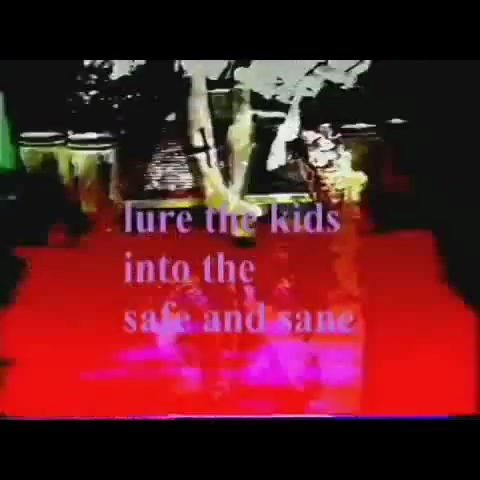 lure the kids
into the
safe and sane